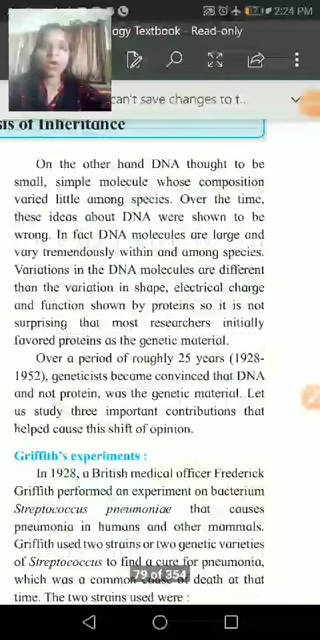 2:24 PM
ogy Textbook - Read-only
can't save changes to t...
sis of Inheritance
On the other hand DNA thought to be
small, simple molecule whose composition
varied little among species. Over the time,
these ideas about DNA were shown to be
wrong. In fact DNA molecules are large and
vary tremendously within and among species.
Variations in the DNA molecules are different
than the variation in shape, electrical charge
and function shown by proteins so it is not
surprising that most researchers initially
favored proteins as the genetic material.
Over a period of roughly 25 years (1928-
1952), geneticists became convinced that DNA
and not protein, was the genetic material. Let
us study three important contributions that
helped cause this shift of opinion.
Griffith's experiments :
In 1928, a British medical officer Frederick
Griffith performed an experiment on bacterium
Streptococcus pneumoniae that causes
pneumonia in humans and other mammals.
Griffith used two strains or two genetic varieties
of Streptococcus to find a cure for pneumonia,
which was a common cause of death at that
79 of 354
time. The two strains used were :